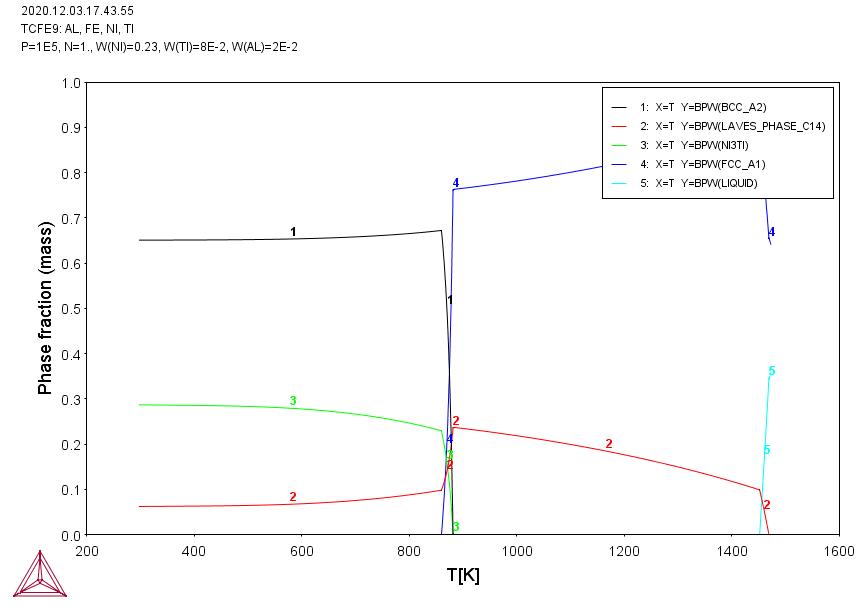 2020.12.03.17.43.55
TCFE9: AL, FE, NI, TI
P=1E5, N=1., W(NI)=0.23, W(TI)=8E-2, W(AL)=2E-2
1.0
0.9
0.8
0.7
0.6
0.5
0.4
0.3
0.2
0.1
0.0
Phase fraction (mass)
1: X=T Y=BPW(BCC_A2)
2: X=T Y=BPW(LAVES_PHASE_C14)
3: X=T Y=BPW(NI3TI)
4: X=T Y=BPW(FCC_A1)
5: X=T Y=BPW(LIQUID)
4
1
4
1
5
3
2
4
2
3
5
2
2
2
3
200 400 600 800 1000 1200 1400 1600
T[K]